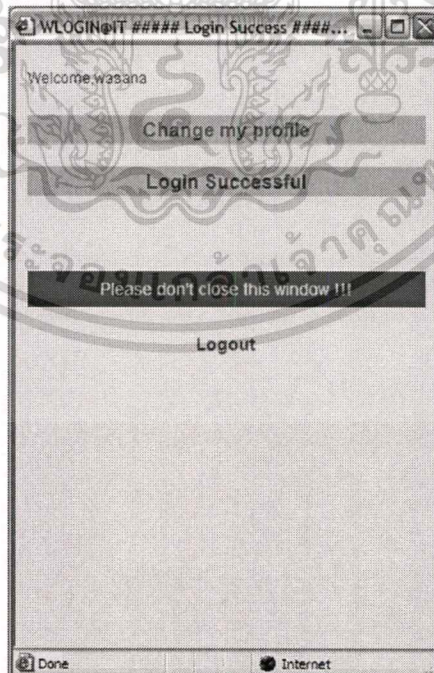 WLOGIN@IT ##### Login Success ####...
Welcome,wasana
Change my profile
Login Successful
Please don't close this window !!!
Logout
Done
Internet